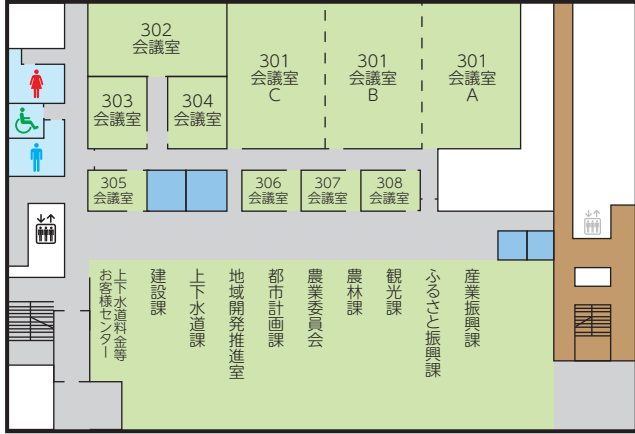 302
会議室
301
会議室
C
301
会議室
B
301
会議室
A
303
会議室
304
会議室
305
会議室
306
会議室
307
会議室
308
会議室
上下水道料金等
お客様センター
建設課
上下水道課
地域開発推進室
都市計画課
農業委員会
農林課
観光課
ふるさと振興課
産業振興課